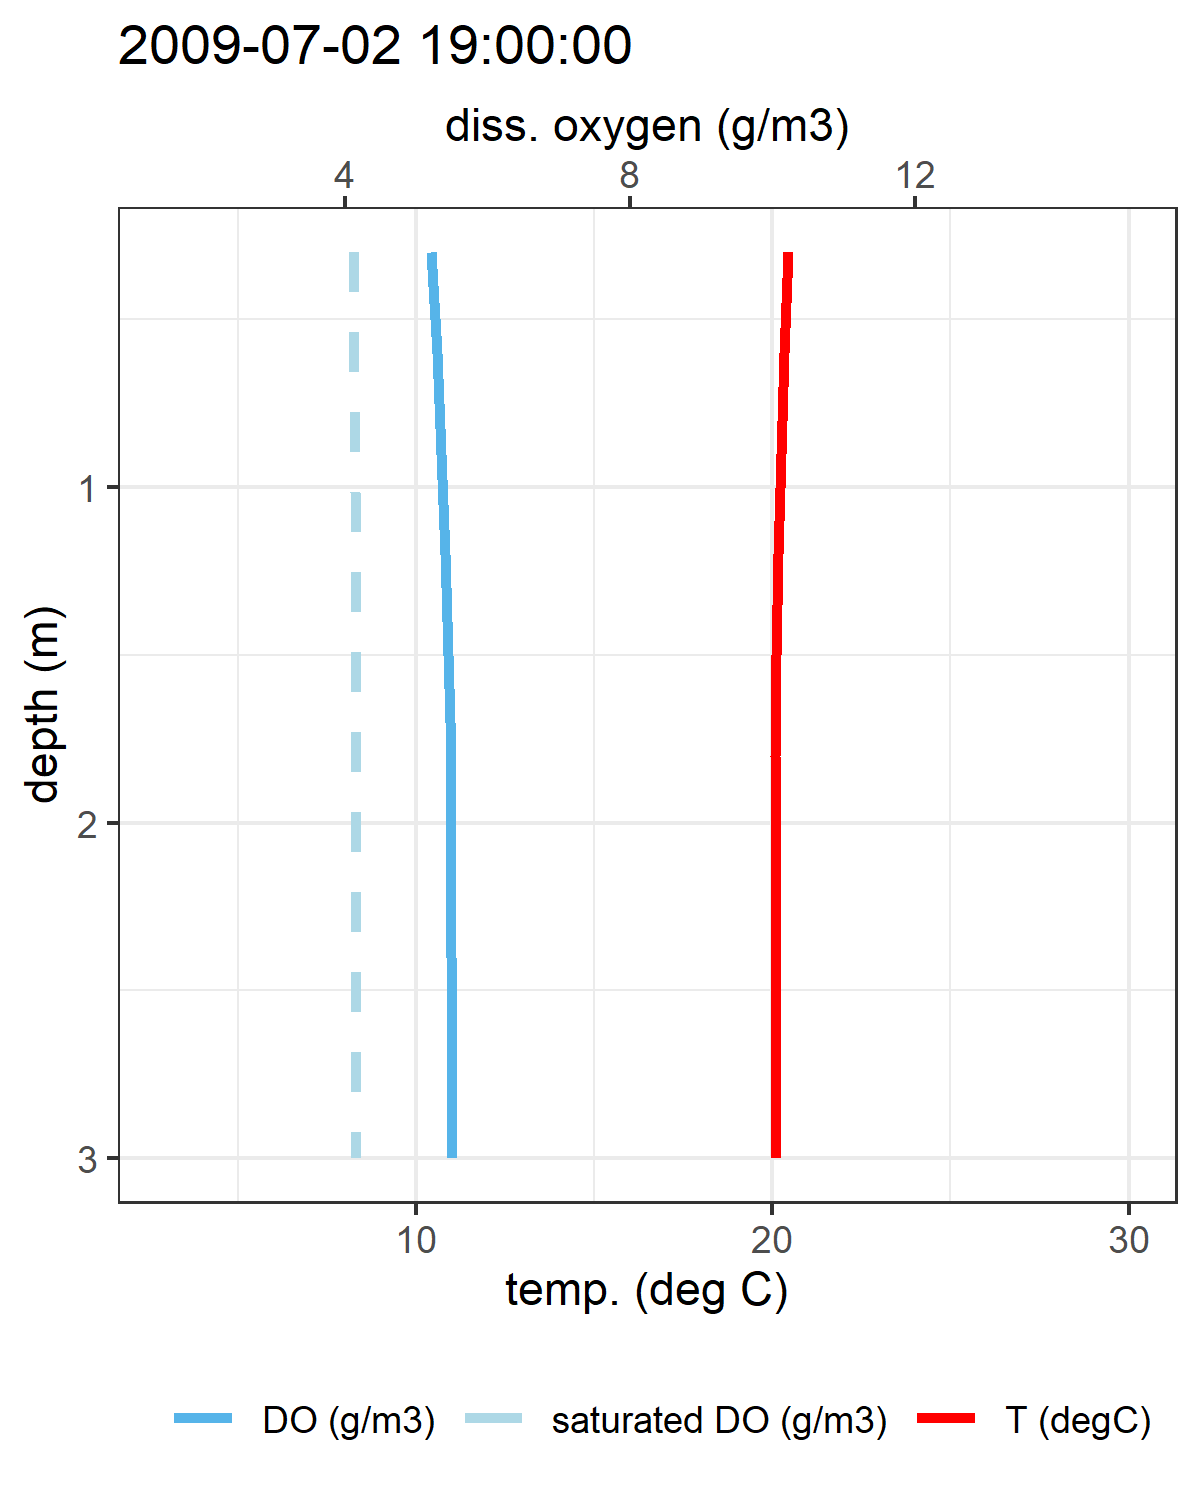 2009-07-02 19:00:00
diss. oxygen (g/m3)
4 8 12
1
2
3
depth (m)
10 20 30
temp. (deg C)
DO (g/m3) saturated DO (g/m3) T (degC)